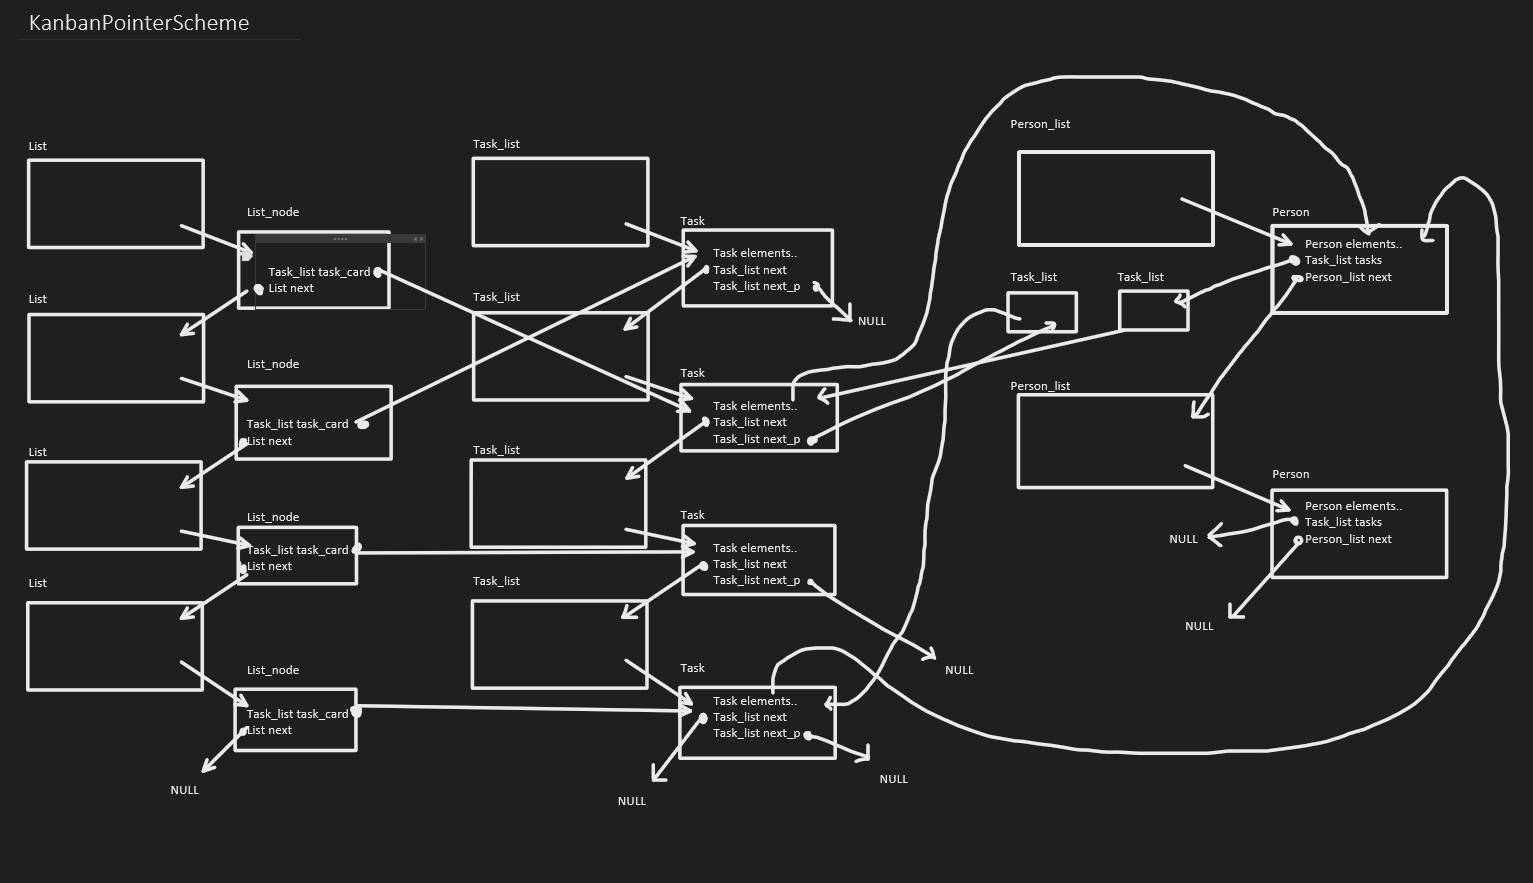 KanbanPointerScheme
List
List_node
Task_list task_card
List next
List
List_node
Task_list task_card
List next
List
List_node
Task_list task_card
List next
List
List_node
Task_list task_card
List next
NULL
Task_list
Task
Task elements..
Task_list next
Task_list next_p
NULL
Task_list
Task
Task elements..
Task_list next
Task_list next_p
Task_list
Task
Task elements..
Task_list next
Task_list next_p
NULL
Task_list
Task
Task elements..
Task_list next
Task_list next_p
NULL
NULL
Person_list
Person
Person elements..
Task_list tasks
Person_list next
Task_list
Task_list
Person_list
Person
Person elements..
Task_list tasks
Person_list next
NULL
NULL